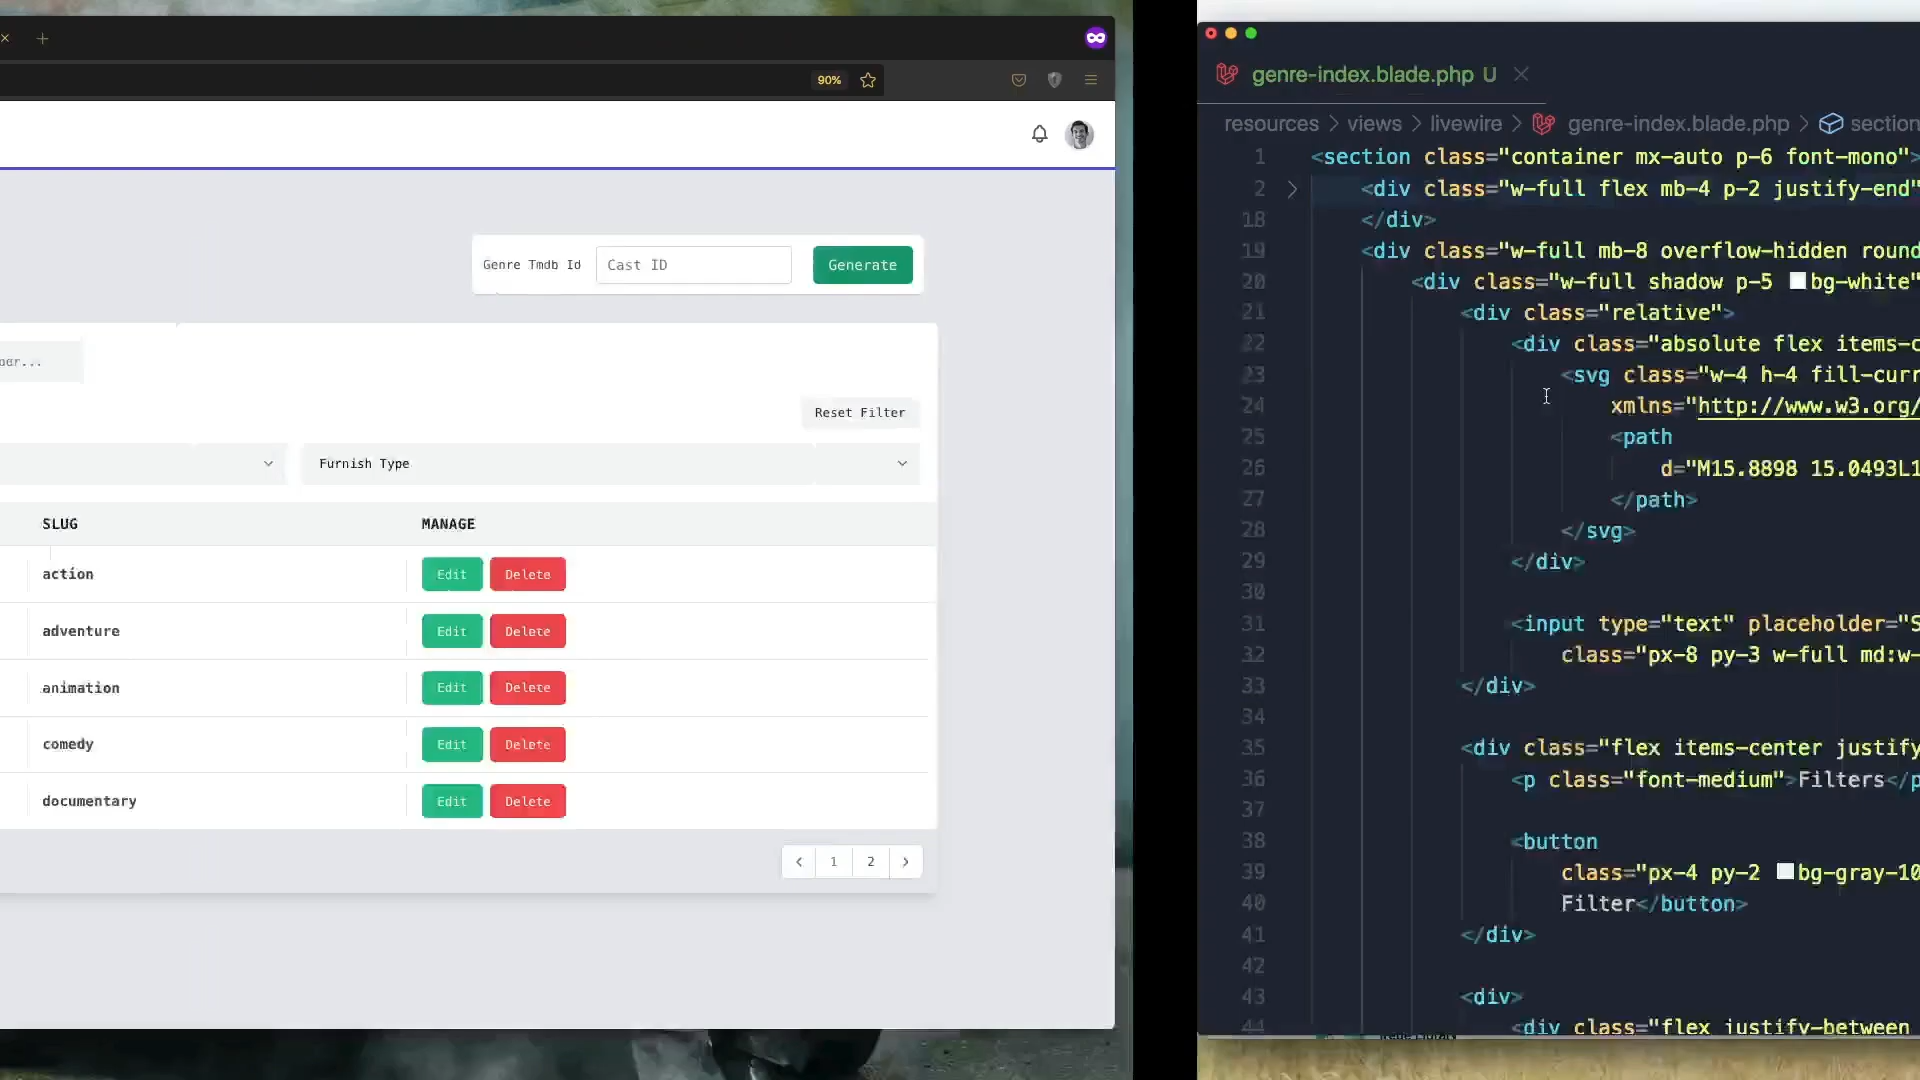 90%
Genre Tmdb Id
Cast ID
Generate
Reset Filter
Furnish Type
SLUG
MANAGE
action
Edit
Delete
adventure
Edit
Delete
animation
Edit
Delete
comedy
Edit
Delete
documentary
Edit
Delete
1
2
genre-index.blade.php U
resources > views > livewire > genre-index.blade.php > section
1 <section class="container mx-auto p-6 font-mono">
2 <div class="w-full flex mb-4 p-2 justify-end"
18 </div>
19 <div class="w-full mb-8 overflow-hidden round
20 <div class="w-full shadow p-5 bg-white"
21 <div class="relative">
22 <div class="absolute flex items-c
23 <svg class="w-4 h-4 fill-curr
24 xmlns="http://www.w3.org/
25 <path
26 d="M15.8898 15.0493L1
27 </path>
28 </svg>
29 </div>
30
31 <input type="text" placeholder="S
32 class="px-8 py-3 w-full md:w-
33 </div>
34
35 <div class="flex items-center justify
36 <p class="font-medium">Filters</p
37
38 <button
39 class="px-4 py-2 bg-gray-10
40 Filter</button>
41 </div>
42
43 <div>
44 <div class="flex justify-between